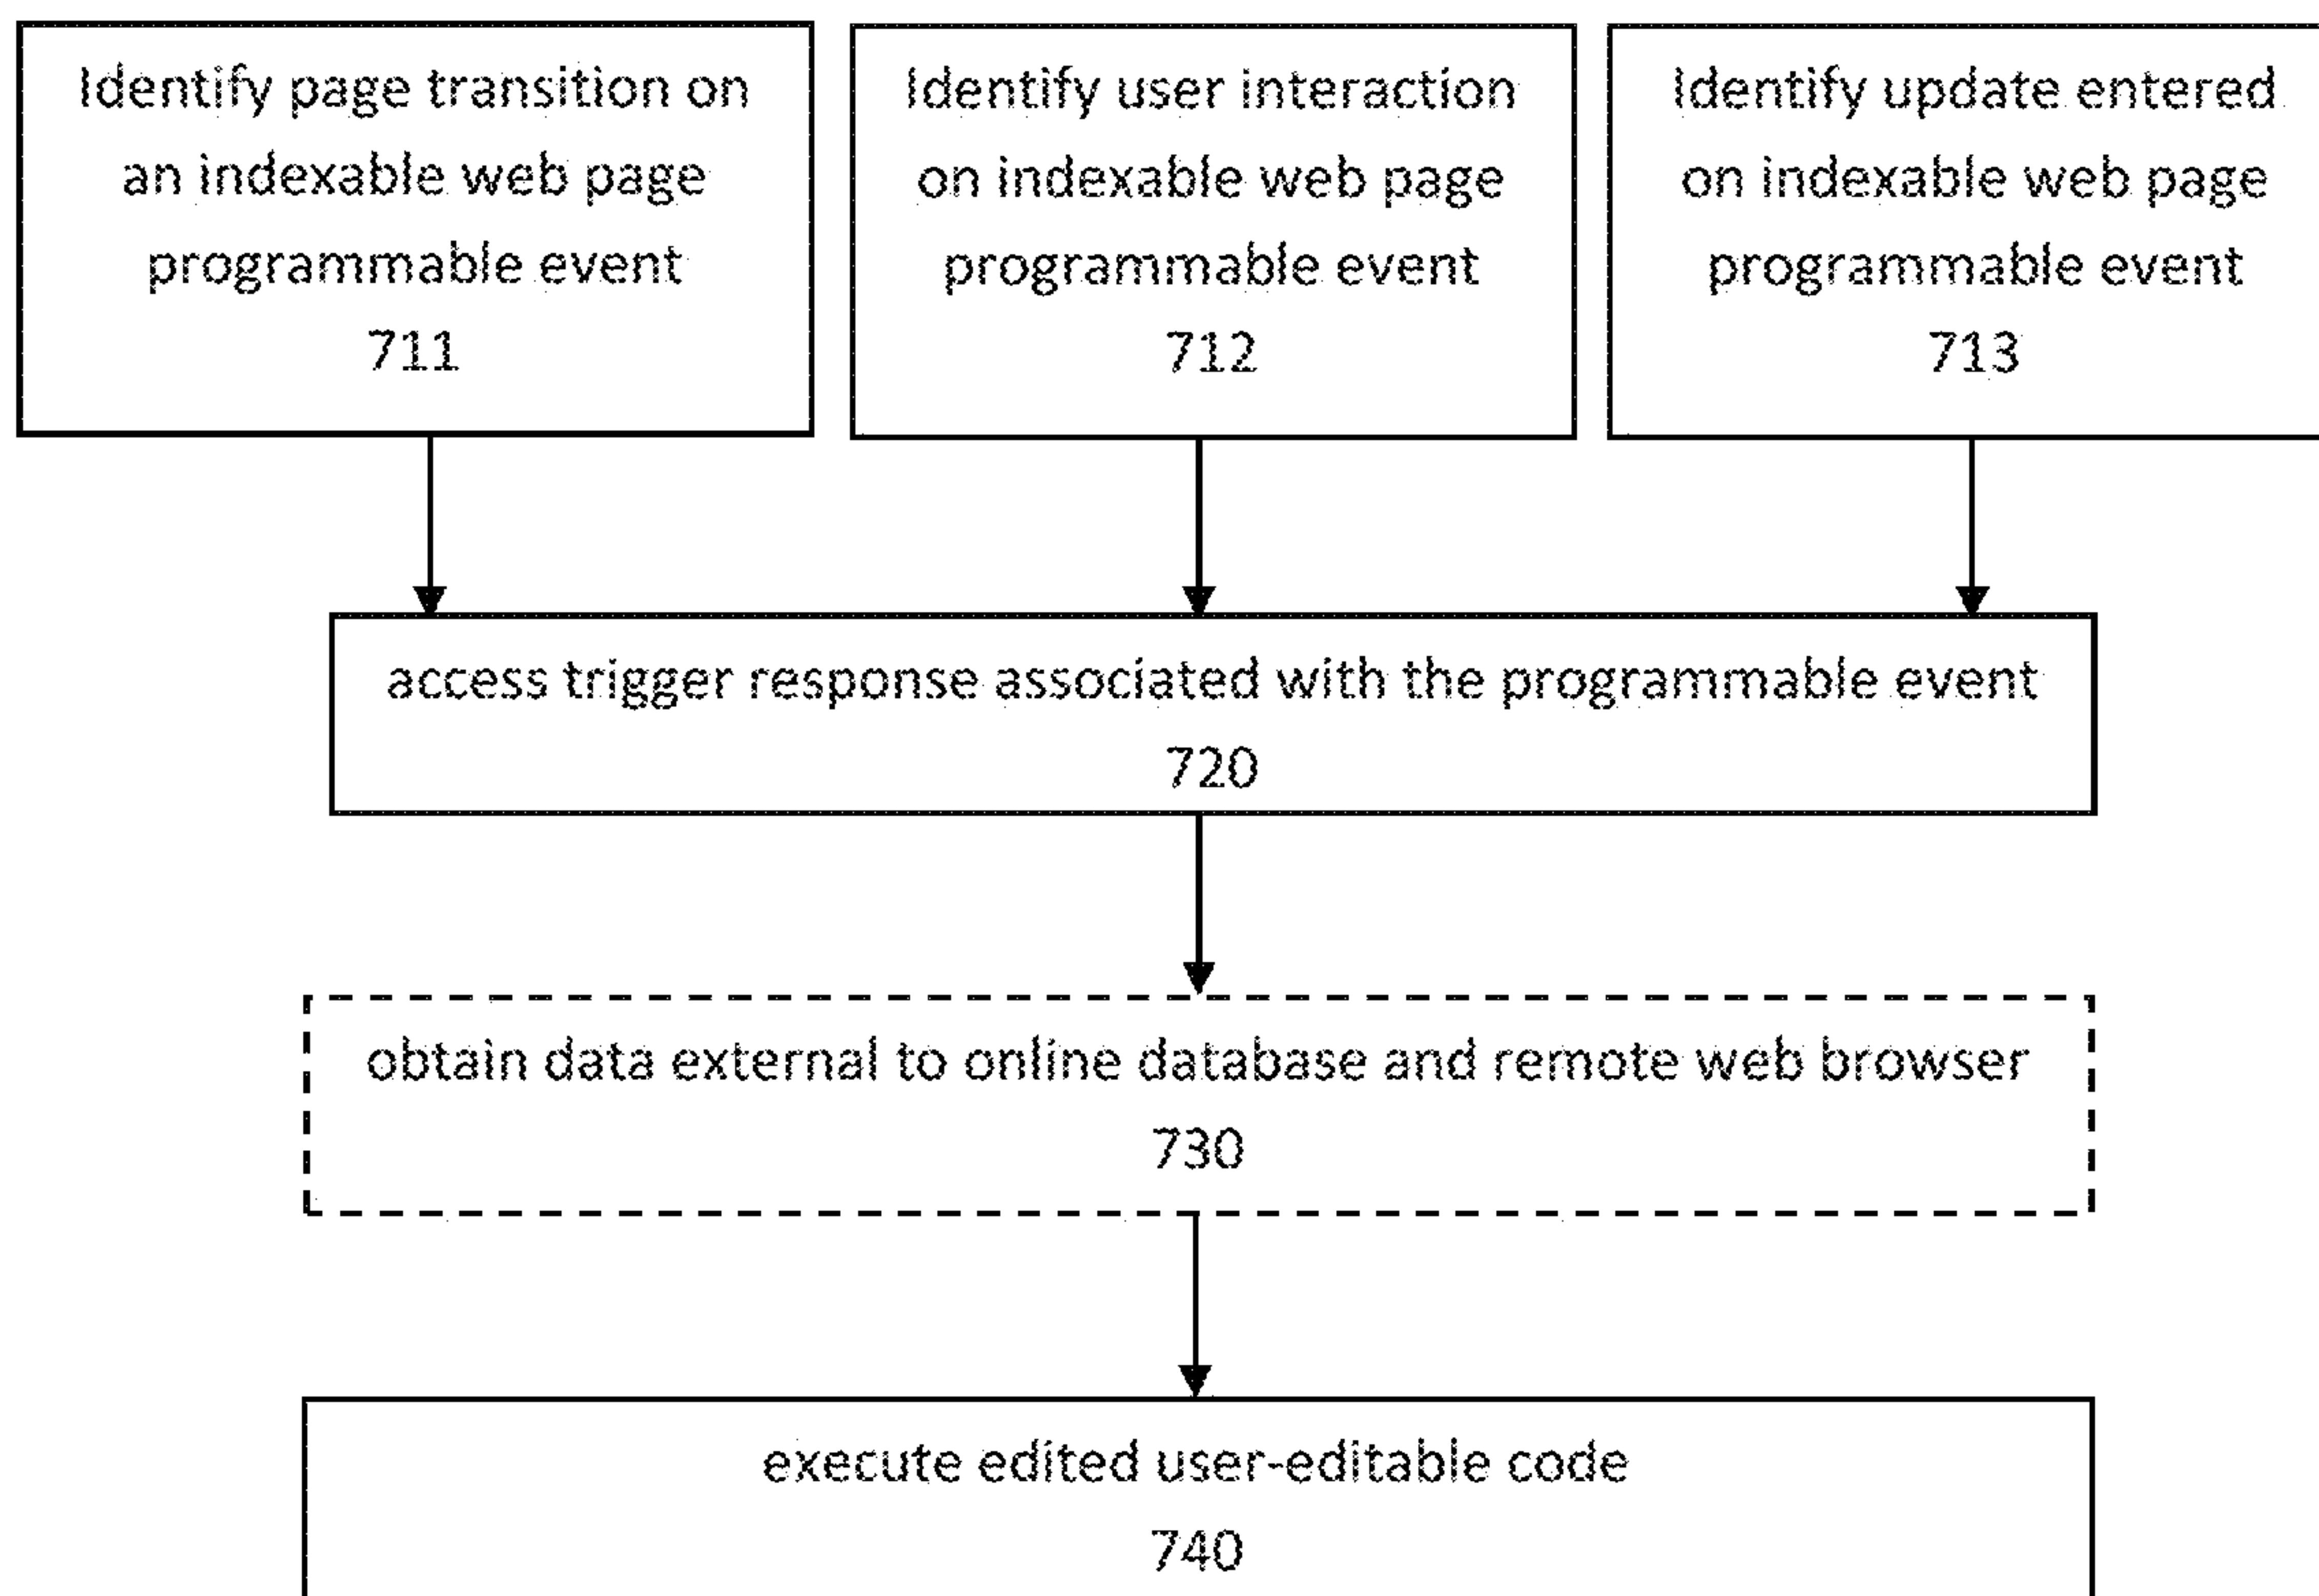 Identify page transition on
an indexable web page
programmable event
711
Identify user interaction
on indexable web page
programmable event
712
Identify update entered
on indexable web page
programmable event
713
access trigger response associated with the programmable event
720
obtain data external to online database and remote web browser
730
execute edited user-editable code
740